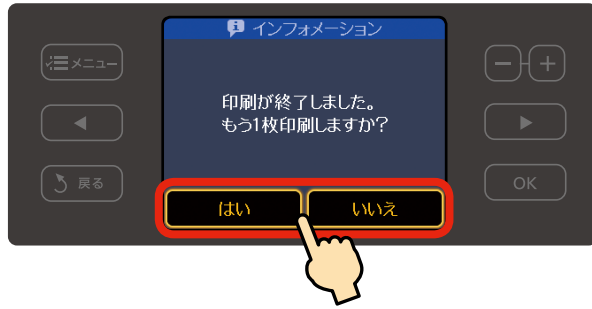 インフォメーション
メニュー
印刷が終了しました。
もう1枚印刷しますか?
戻る
OK
はい
いいえ